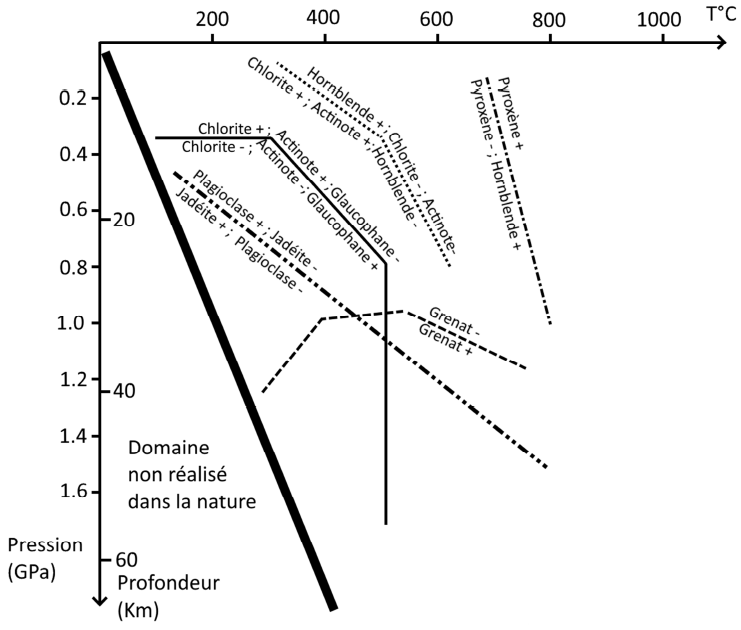 T°C
200
400
600
800
1000
0.2
0.4
0.6
0.8
1.0
1.2
1.4
1.6
20
40
60
Hornblende + ; Chlorite - ; Actinote-
Chlorite + ; Actinote + ; Hornblende -
Pyroxène +
Pyroxène - ; Hornblende +
Chlorite + ; Actinote + ; Glaucophane -
Chlorite - ; Actinote -; Glaucophane +
Plagioclase + ; Jadéite -
Jadéite + ; Plagioclase -
Grenat -
Grenat +
Domaine
non réalisé
dans la nature
Pression
(GPa)
Profondeur
(Km)